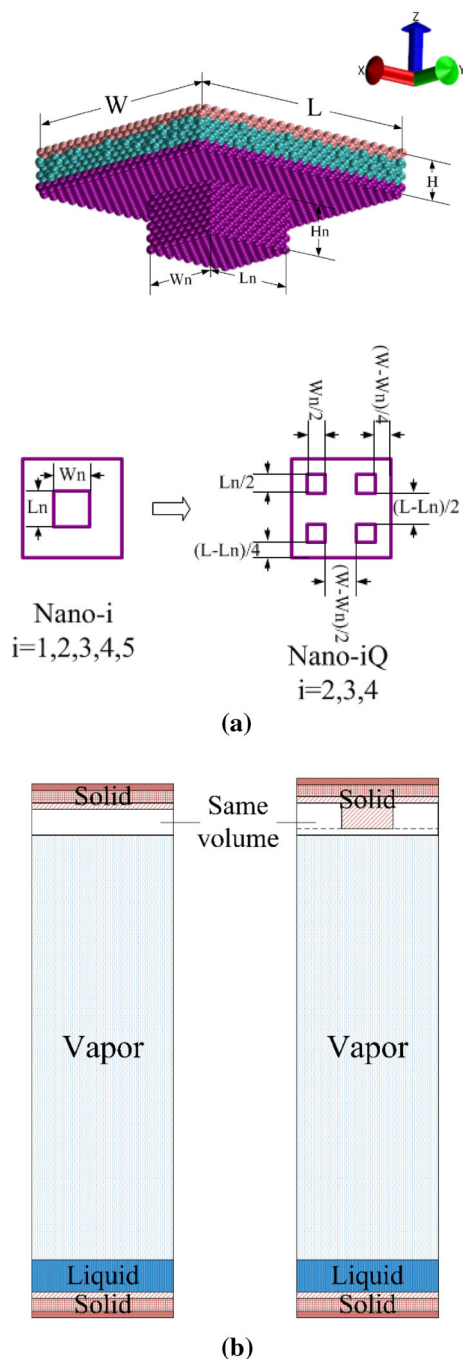 Z
X
Y
W
L
H
Hn
Wn
Ln
Wn
Ln
Nano-i
i=1,2,3,4,5
Wn/2
(W-Wn)/4
Ln/2
(L-Ln)/2
(L-Ln)/4
(W-Wn)/2
Nano-iQ
i=2,3,4
(a)
Solid
Same
volume
Solid
Vapor
Vapor
Liquid
Liquid
Solid
Solid
(b)